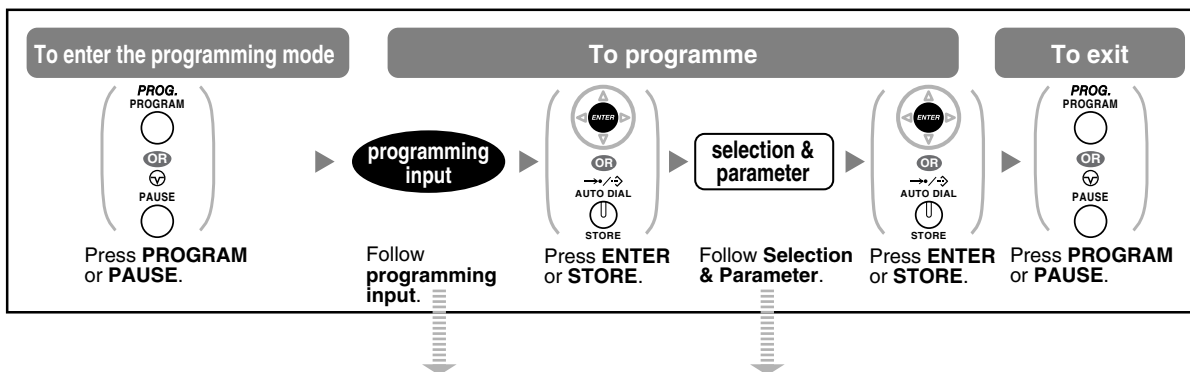 To enter the programming mode
To programme
To exit
PROG.
PROGRAM
OR
PAUSE
Press PROGRAM
or PAUSE.
programming
input
Follow
programming
input.
ENTER
OR
AUTO DIAL
STORE
Press ENTER
or STORE.
selection &
parameter
Follow Selection
& Parameter.
ENTER
OR
AUTO DIAL
STORE
Press ENTER
or STORE.
PROG.
PROGRAM
OR
PAUSE
Press PROGRAM
or PAUSE.